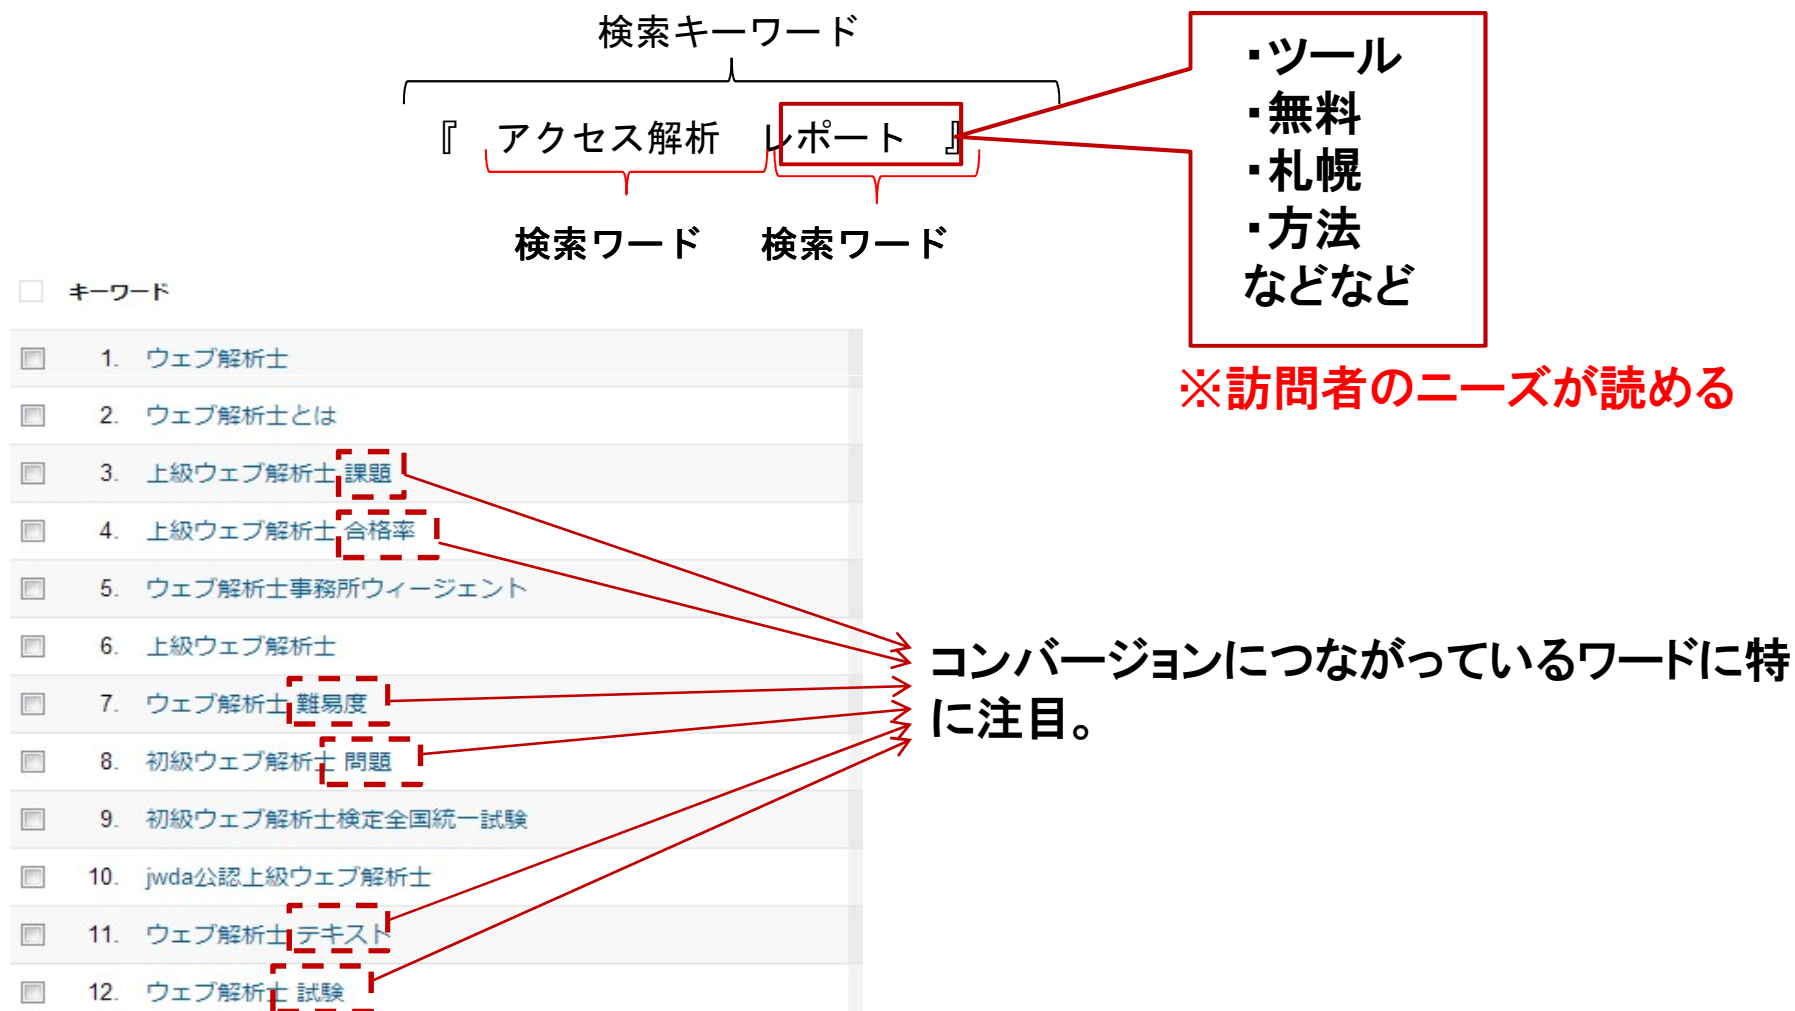 検索キーワード
『 アクセス解析 レポート 』
検索ワード 検索ワード
・ツール
・無料
・札幌
・方法
などなど
※訪問者のニーズが読める
キーワード
1. ウェブ解析士
2. ウェブ解析士とは
3. 上級ウェブ解析士 課題
4. 上級ウェブ解析士 合格率
5. ウェブ解析士事務所ウィージェント
6. 上級ウェブ解析士
7. ウェブ解析士 難易度
8. 初級ウェブ解析士 問題
9. 初級ウェブ解析士検定全国統一試験
10. jwda公認上級ウェブ解析士
11. ウェブ解析士 テキスト
12. ウェブ解析士 試験
コンバージョンにつながっているワードに特
に注目。